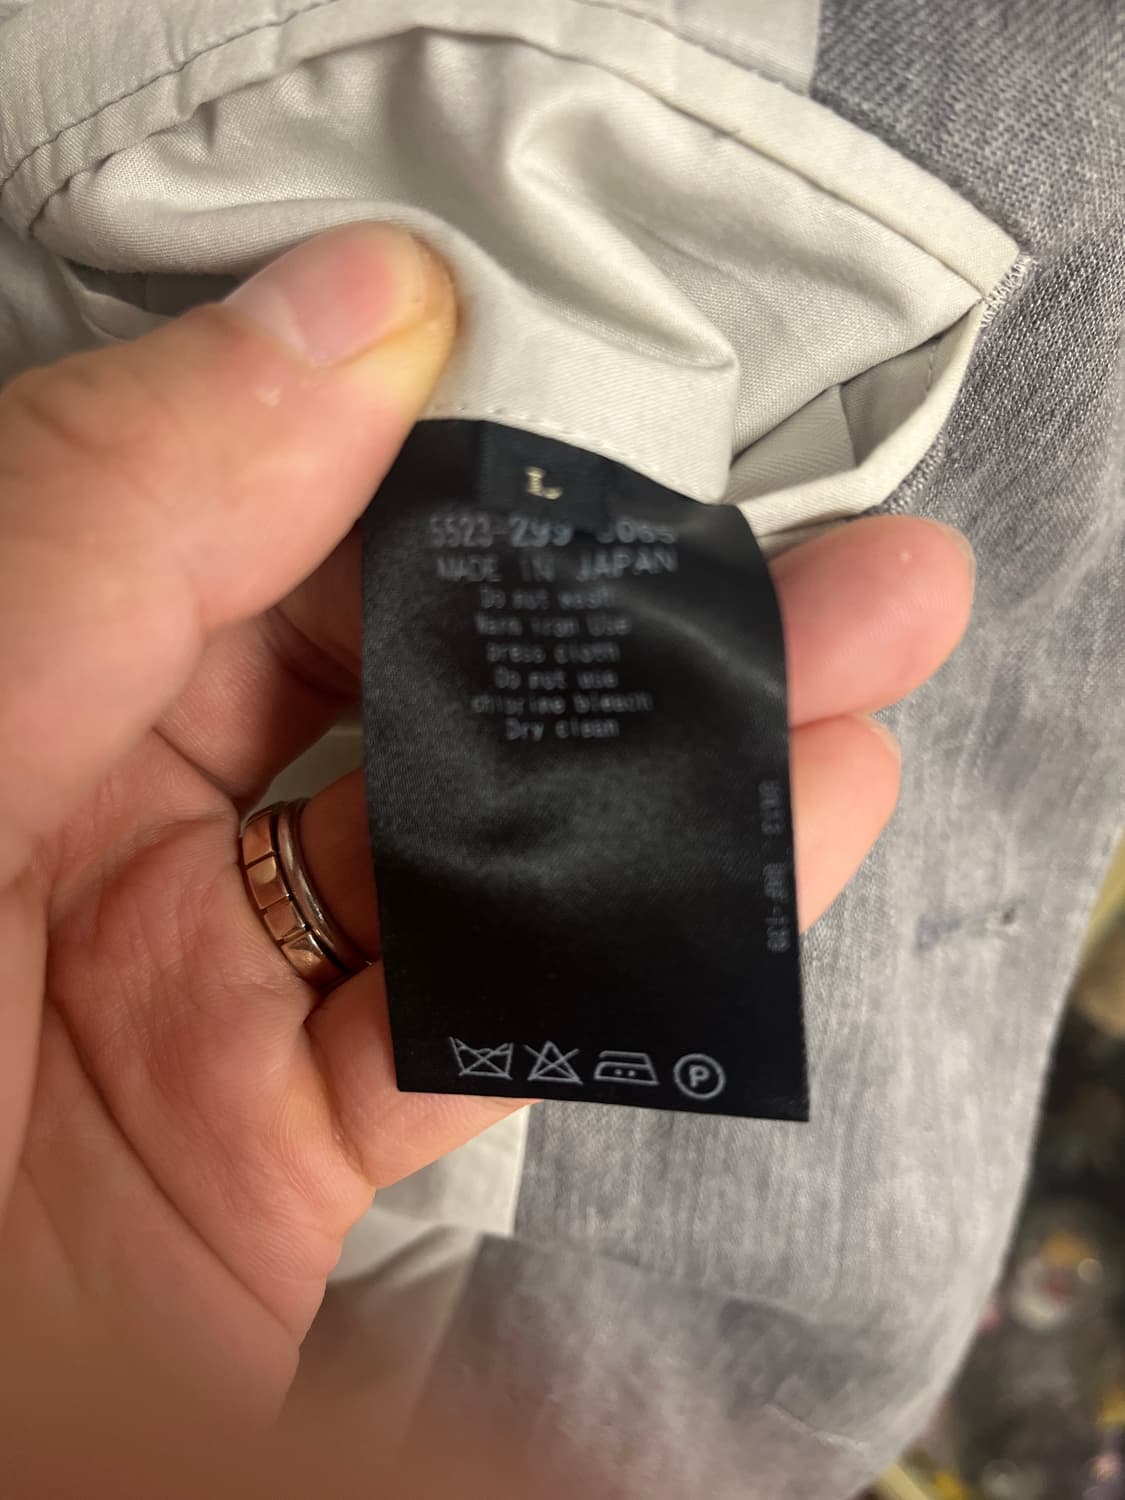 L
5523-299
MADE IN JAPAN
Do not wash
Warm iron Use
press cloth
Do not use
chlorine bleach
Dry clean
P